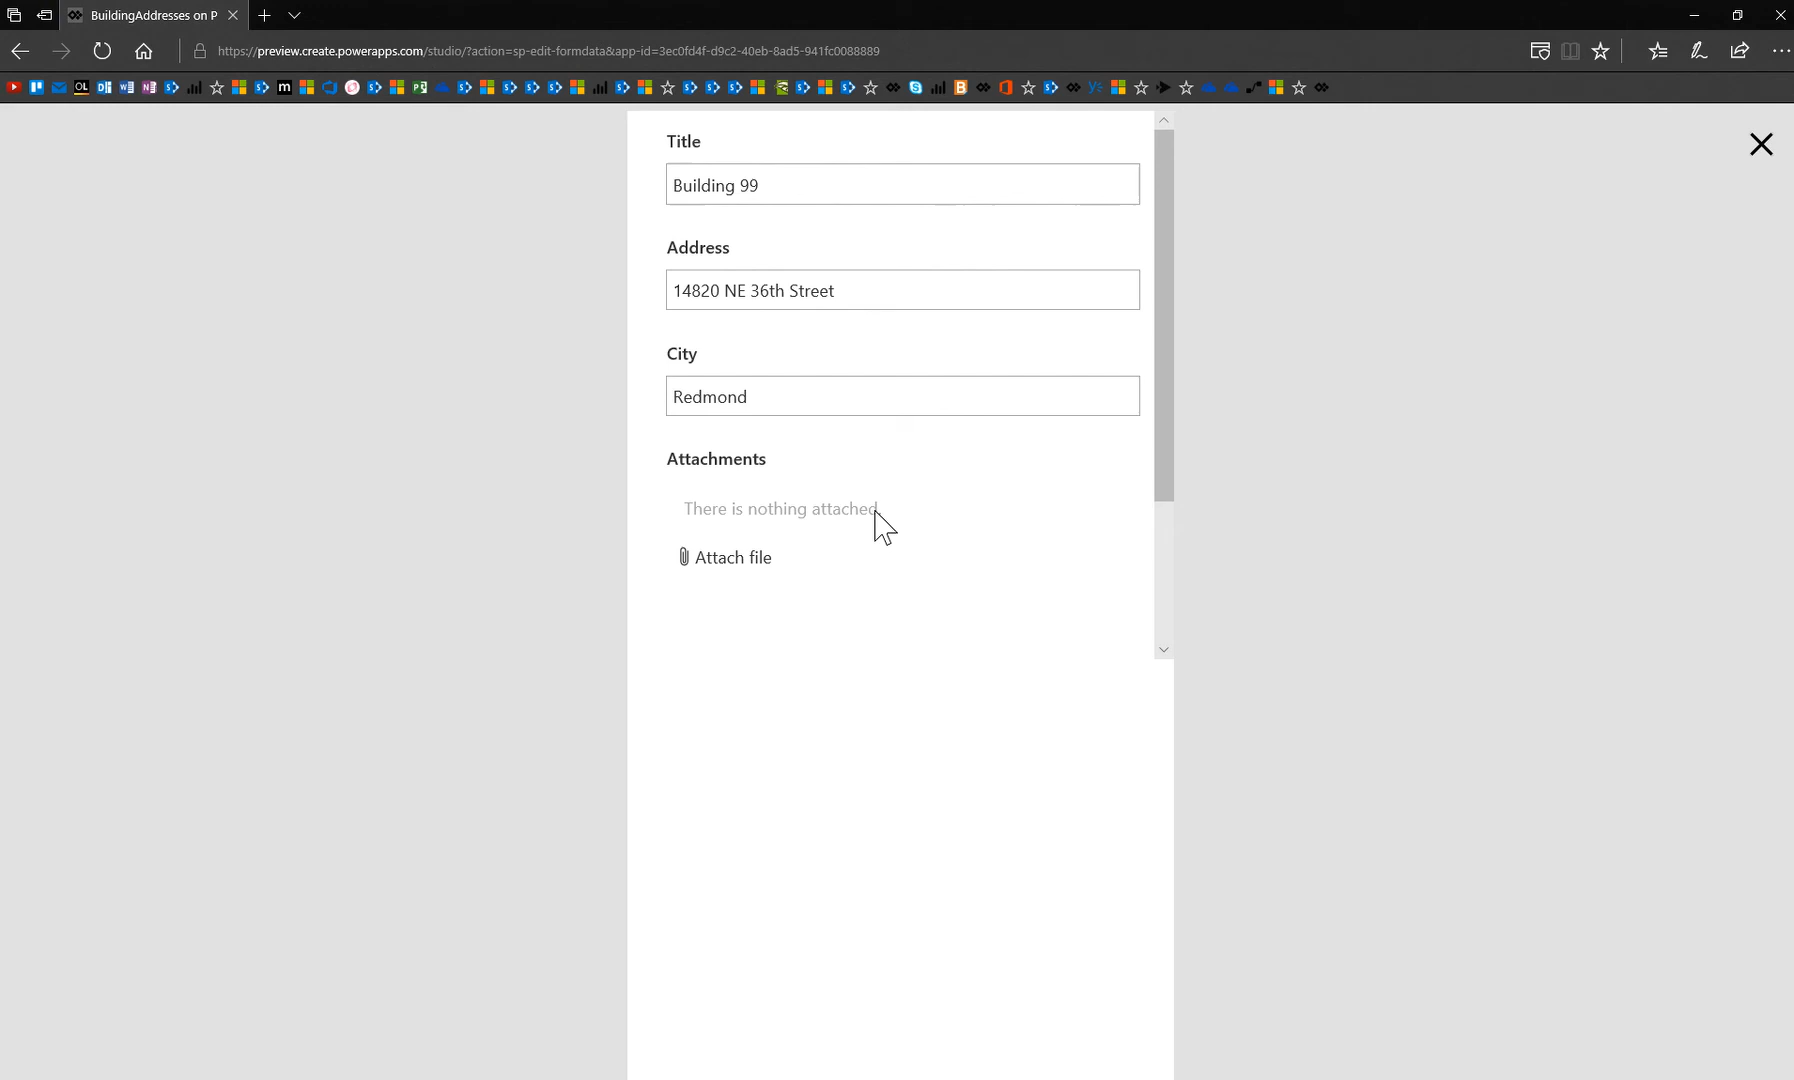 BuildingAddresses on P
https://preview.create.powerapps.com/studio/?action=sp-edit-formdata&app-id=3ec0fd4f-d9c2-40eb-8ad5-941fc0088889
Title
Building 99
Address
14820 NE 36th Street
City
Redmond
Attachments
There is nothing attached
Attach file